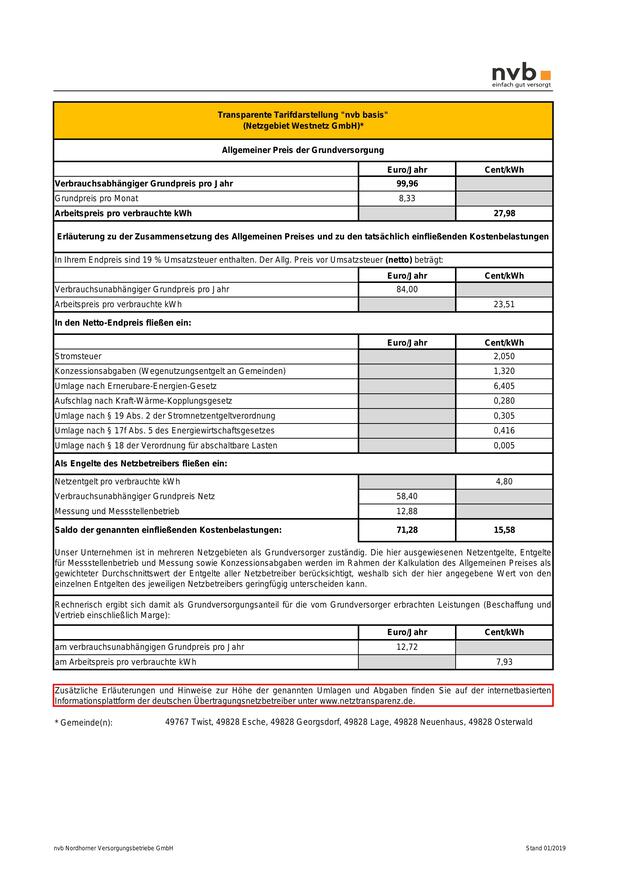 nvb
einfach gut versorgt
Transparente Tarifdarstellung "nvb basis"
(Netzgebiet Westnetz GmbH)*
Allgemeiner Preis der Grundversorgung
Euro/Jahr Cent/kWh
Verbrauchsabhängiger Grundpreis pro Jahr 99,96
Grundpreis pro Monat 8,33
Arbeitspreis pro verbrauchte kWh 27,98
Erläuterung zu der Zusammensetzung des Allgemeinen Preises und zu den tatsächlich einfließenden Kostenbelastungen
In Ihrem Endpreis sind 19 % Umsatzsteuer enthalten. Der Allg. Preis vor Umsatzsteuer (netto) beträgt:
Euro/Jahr Cent/kWh
Verbrauchsabhängiger Grundpreis pro Jahr 84,00
Arbeitspreis pro verbrauchte kWh 23,51
In den Netto-Endpreis fließen ein:
Euro/Jahr Cent/kWh
Stromsteuer 2,050
Konzessionsabgaben (Wegenutzungsentgelt an Gemeinden) 1,320
Umlage nach Ernerubare-Energien-Gesetz 6,405
Aufschlag nach Kraft-Wärme-Kopplungsgesetz 0,280
Umlage nach § 19 Abs. 2 der Stromnetzentgeltverordnung 0,305
Umlage nach § 17f Abs. 5 des Energiewirtschaftsgesetzes 0,416
Umlage nach § 18 der Verordnung für abschaltbare Lasten 0,005
Als Engelte des Netzbetreibers fließen ein:
Netzentgelt pro verbrauchte kWh 4,80
Verbrauchsunabhängiger Grundpreis Netz 58,40
Messung und Messstellenbetrieb 12,88
Saldo der genannten einfließenden Kostenbelastungen: 71,28 15,58
Unser Unternehmen ist in mehreren Netzgebieten als Grundversorger zuständig. Die hier ausgewiesenen Netzentgelte, Entgelte
für Messstellenbetrieb und Messung sowie Konzessionsabgaben werden im Rahmen der Kalkulation des Allgemeinen Preises als
gewichteter Durchschnittswert der Entgelte aller Netzbetreiber berücksichtigt, weshalb sich der hier angegebene Wert von den
einzelnen Entgelten des jeweiligen Netzbetreibers geringfügig unterscheiden kann.
Rechnerisch ergibt sich damit als Grundversorgungsanteil für die vom Grundversorger erbrachten Leistungen (Beschaffung und
Vertrieb einschließlich Marge):
Euro/Jahr Cent/kWh
am verbrauchsunabhängigen Grundpreis pro Jahr 12,72
am Arbeitspreis pro verbrauchte kWh 7,93
Zusätzliche Erläuterungen und Hinweise zur Höhe der genannten Umlagen und Abgaben finden Sie auf der internetbasierten
Informationsplattform der deutschen Übertragungsnetzbetreiber unter www.netztransparenz.de.
* Gemeinde(n): 49767 Twist, 49828 Esche, 49828 Georgsdorf, 49828 Lage, 49828 Neuenhaus, 49828 Osterwald
nvb Nordhorner Versorgungsbetriebe GmbH Stand 01/2019